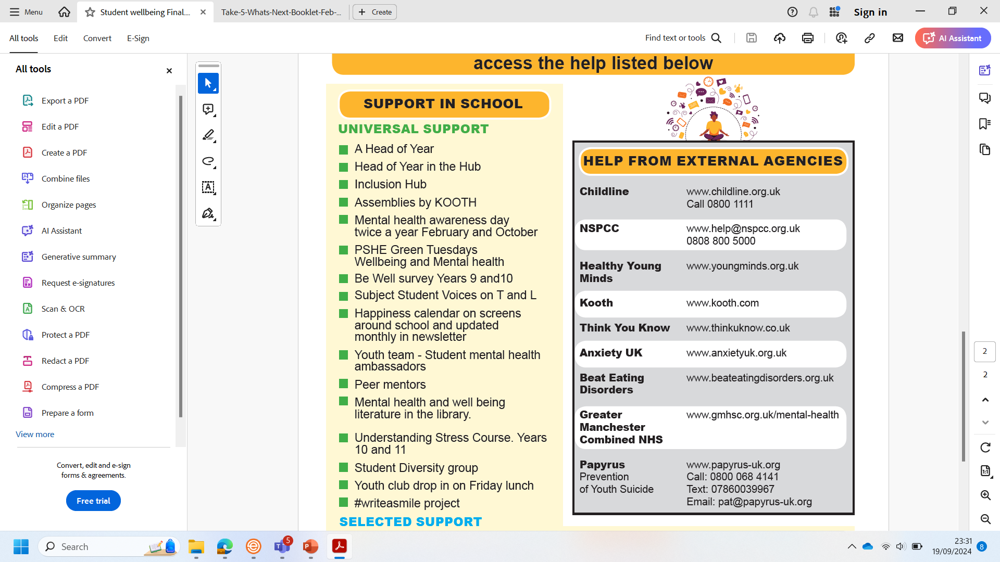 Menu
Student wellbeing Final....
Take-5-Whats-Next-Booklet-Feb-...
Create
Sign in
All tools
Edit
Convert
E-Sign
Find text or tools
AI Assistant
All tools
Export a PDF
Edit a PDF
Create a PDF
Combine files
Organize pages
AI Assistant
Generative summary
Request e-signatures
Scan & OCR
Protect a PDF
Redact a PDF
Compress a PDF
Prepare a form
View more
Convert, edit and e-sign
forms & agreements.
Free trial
access the help listed below
SUPPORT IN SCHOOL
UNIVERSAL SUPPORT
A Head of Year
Head of Year in the Hub
Inclusion Hub
Assemblies by KOOTH
Mental health awareness day
twice a year February and October
PSHE Green Tuesdays
Wellbeing and Mental health
Be Well survey Years 9 and10
Subject Student Voices on T and L
Happiness calendar on screens
around school and updated
monthly in newsletter
Youth team - Student mental health
ambassadors
Peer mentors
Mental health and well being
literature in the library.
Understanding Stress Course. Years
10 and 11
Student Diversity group
Youth club drop in on Friday lunch
#writeasmile project
SELECTED SUPPORT
HELP FROM EXTERNAL AGENCIES
Childline www.childline.org.uk
Call 0800 1111
NSPCC www.help@nspcc.org.uk
0808 800 5000
Healthy Young www.youngminds.org.uk
Minds
Kooth www.kooth.com
Think You Know www.thinkuknow.co.uk
Anxiety UK www.anxietyuk.org.uk
Beat Eating www.beateatingdisorders.org.uk
Disorders
Greater www.gmhsc.org.uk/mental-health
Manchester
Combined NHS
Papyrus www.papyrus-uk.org
Prevention Call: 0800 068 4141
of Youth Suicide Text: 07860039967
Email: pat@papyrus-uk.org
2
2
1:1
Search
5
23:31
19/09/2024
8